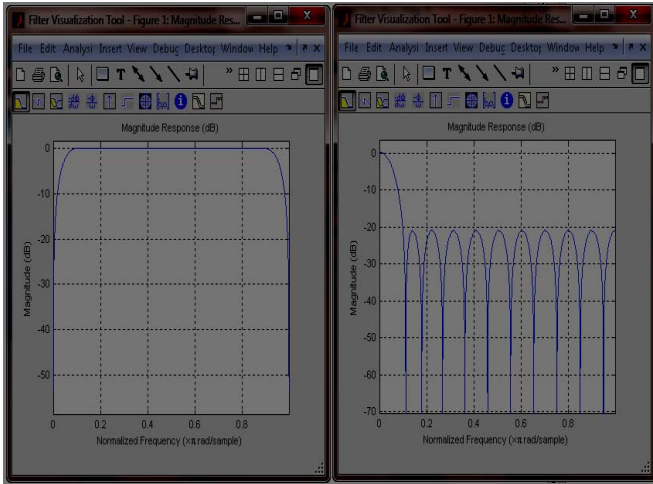 Filter Visualization Tool - Figure 1: Magnitude Res...
File Edit Analysi Insert View Debug Desktop Window Help
Magnitude Response (dB)
0
-10
-20
-30
-40
-50
Magnitude (dB)
0 0.2 0.4 0.6 0.8
Normalized Frequency (×π rad/sample)
Filter Visualization Tool - Figure 1: Magnitude Res...
File Edit Analysi Insert View Debug Desktop Window Help
Magnitude Response (dB)
0
-10
-20
-30
-40
-50
-60
-70
Magnitude (dB)
0 0.2 0.4 0.6 0.8
Normalized Frequency (×π rad/sample)